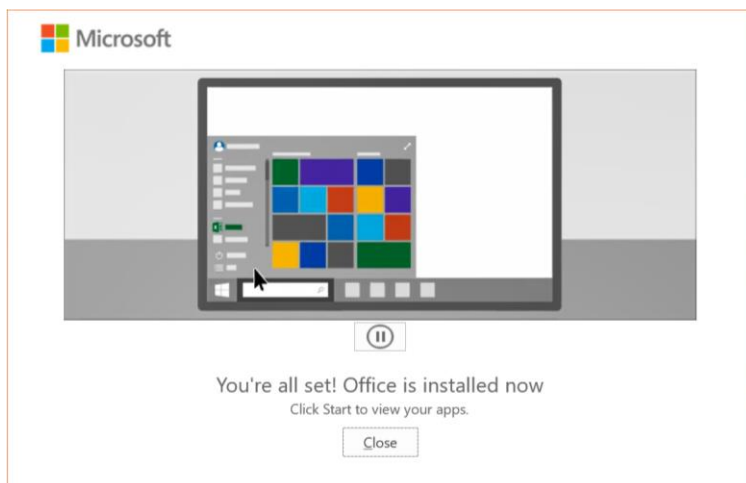 Microsoft
You're all set! Office is installed now
Click Start to view your apps.
Close